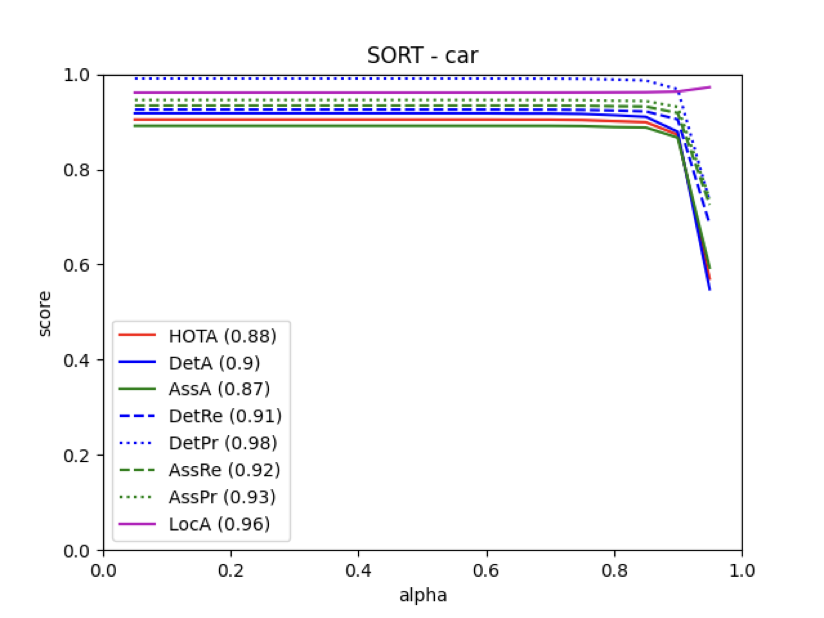 SORT - car
1.0
0.8
0.6
0.4
0.2
0.0
score
HOTA (0.88)
DetA (0.9)
AssA (0.87)
DetRe (0.91)
DetPr (0.98)
AssRe (0.92)
AssPr (0.93)
LocA (0.96)
0.0 0.2 0.4 0.6 0.8 1.0
alpha